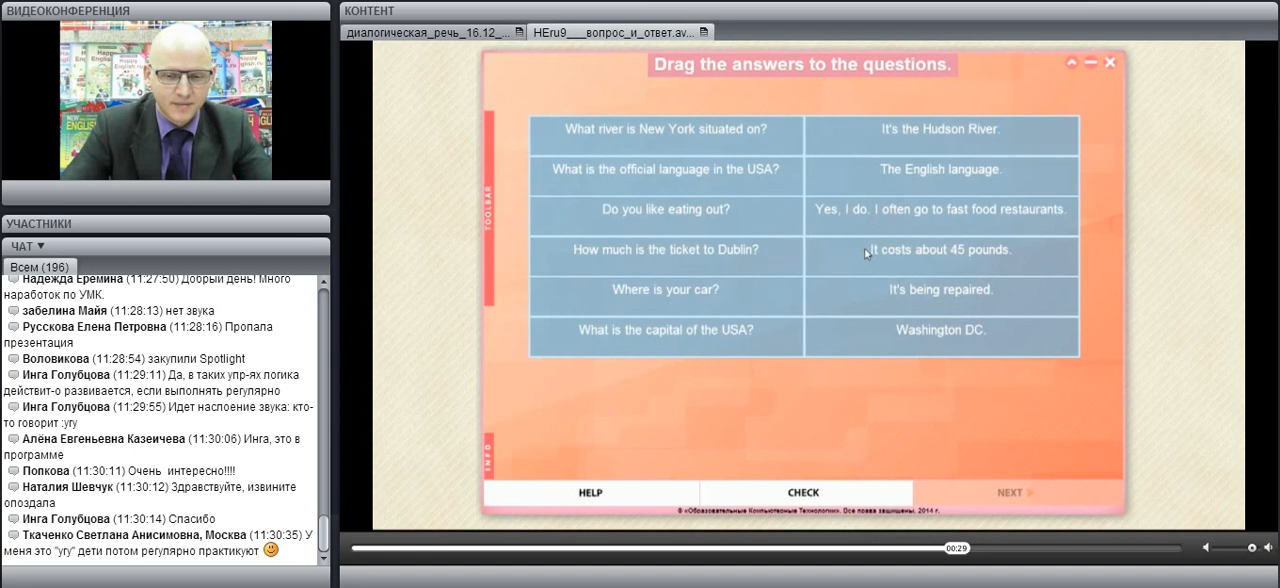 ВИДЕОКОНФЕРЕНЦИЯ
УЧАСТНИКИ
ЧАТ ▼
Всем (196)
Надежда Еремина (11:27:50) Добрый день! Много
наработок по УМК.
забелина Майя (11:28:13) нет звука
Русскова Елена Петровна (11:28:16) Пропала
презентация
Воловикова (11:28:54) закупили Spotlight
Инга Голубцова (11:29:11) Да, в таких упр-ях логика
действит-о развивается, если выполнять регулярно
Инга Голубцова (11:29:55) Идет наслоение звука: кто-
то говорит :угу
Алёна Евгеньевна Казеичева (11:30:06) Инга, это в
программе
Попкова (11:30:11) Очень интересно!!!!
Наталия Шевчук (11:30:12) Здравствуйте, извините
опоздала
Инга Голубцова (11:30:14) Спасибо
Ткаченко Светлана Анисимовна, Москва (11:30:35) У
меня это "угу" дети потом регулярно практикуют
КОНТЕНТ
диалогическая_речь_16.12_... HEru9___вопрос_и_ответ.av...
Drag the answers to the questions.
TOOLBAR
What river is New York situated on? It's the Hudson River.
What is the official language in the USA? The English language.
Do you like eating out? Yes, I do. I often go to fast food restaurants.
How much is the ticket to Dublin? It costs about 45 pounds.
Where is your car? It's being repaired.
What is the capital of the USA? Washington DC.
INFO
HELP CHECK NEXT
© «Образовательные Компьютерные Технологии». Все права защищены. 2014 г.
00:29